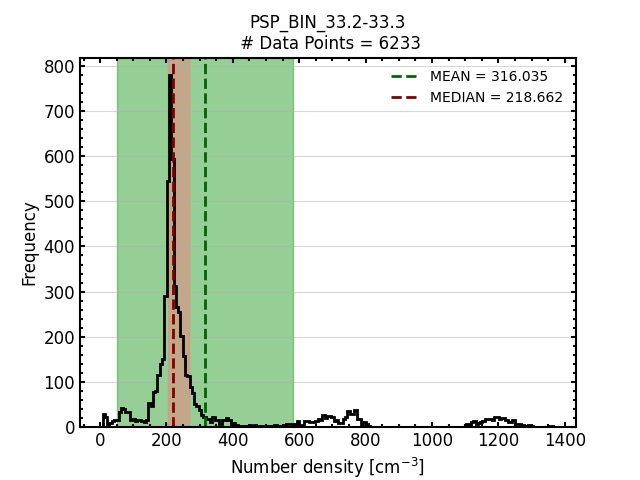 PSP_BIN_33.2-33.3
# Data Points = 6233
MEAN = 316.035
MEDIAN = 218.662
Frequency
800
700
600
500
400
300
200
100
0
0 200 400 600 800 1000 1200 1400
Number density [cm⁻³]